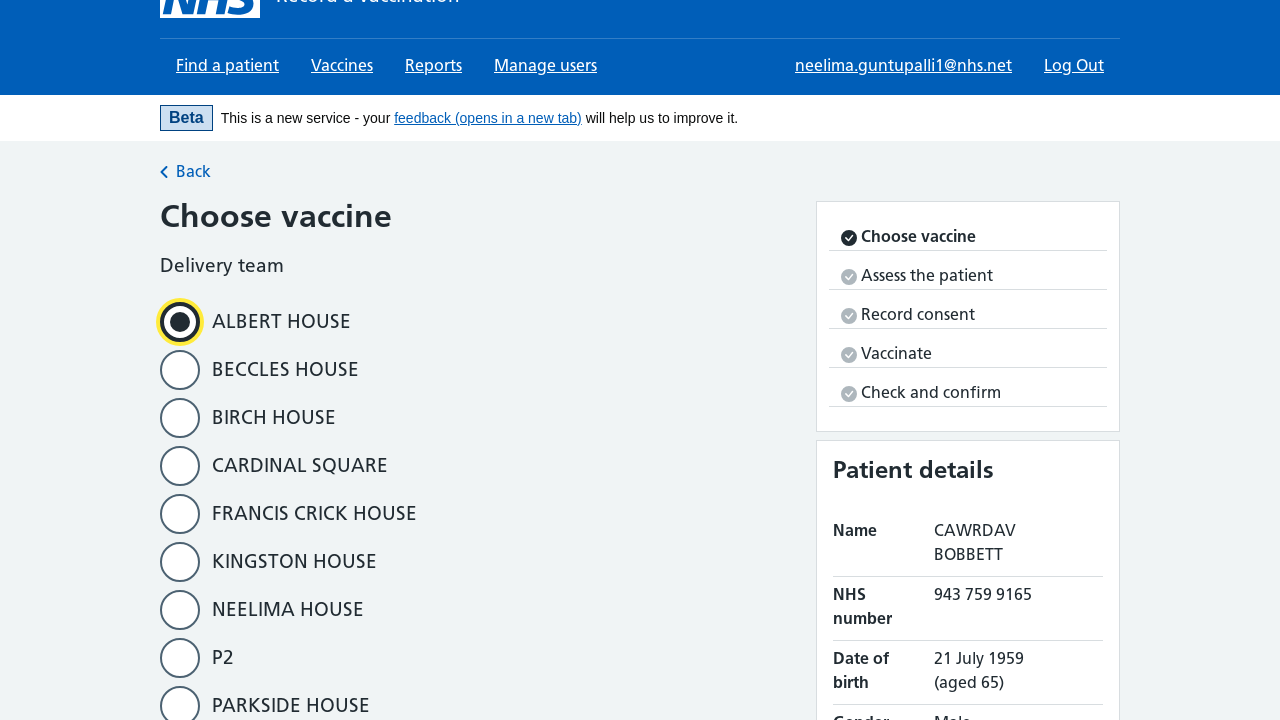 NHS Record a vaccination
Find a patient Vaccines Reports Manage users neelima.guntupalli1@nhs.net Log Out
Beta This is a new service - your feedback (opens in a new tab) will help us to improve it.
Back
Choose vaccine
Delivery team
ALBERT HOUSE
BECCLES HOUSE
BIRCH HOUSE
CARDINAL SQUARE
FRANCIS CRICK HOUSE
KINGSTON HOUSE
NEELIMA HOUSE
P2
PARKSIDE HOUSE
Choose vaccine
Assess the patient
Record consent
Vaccinate
Check and confirm
Patient details
Name CAWRDAV
BOBBETT
NHS 943 759 9165
number
Date of 21 July 1959
birth (aged 65)
Gender Male